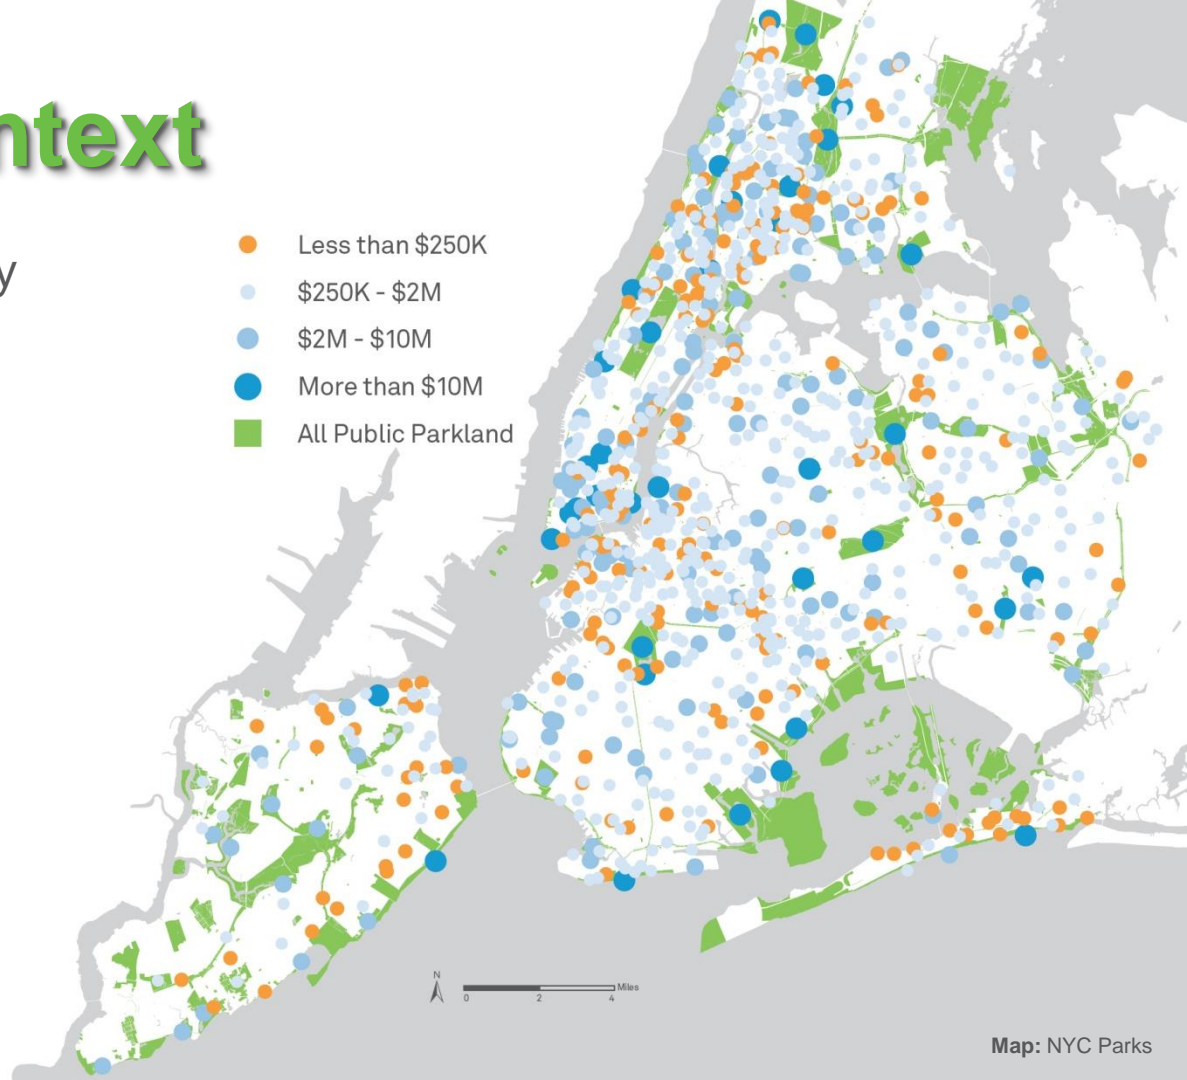 ntext
y
Less than $250K
$250K - $2M
$2M - $10M
More than $10M
All Public Parkland
N
Miles
0 2 4
Map: NYC Parks